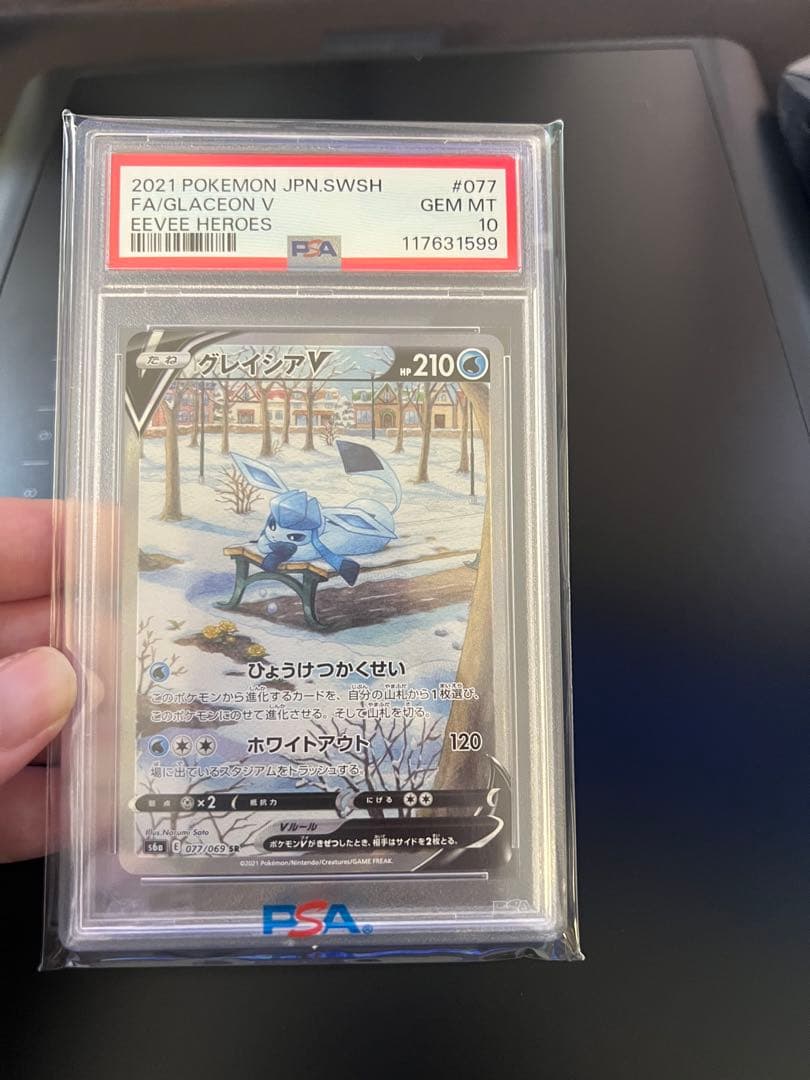 2021 POKEMON JPN.SWSH #077
FA/GLACEON V GEM MT
EEVEE HEROES 10
117631599
PSA
たね グレイシアV HP 210
ひょうけつかくせい
このポケモンから進化するカードを、自分の山札から1枚選び、
このポケモンにのせて進化させる。そして山札を切る。
ホワイトアウト 120
場に出ているスタジアムをトラッシュする。
弱点 ×2 抵抗力 にげる
Vルール
ポケモンVがきぜつしたとき、相手はサイドを2枚とる。
Illus. Narumi Sato
s6a E 077/069 SR
©2021 Pokémon/Nintendo/Creatures/GAME FREAK.
PSA®
PSA